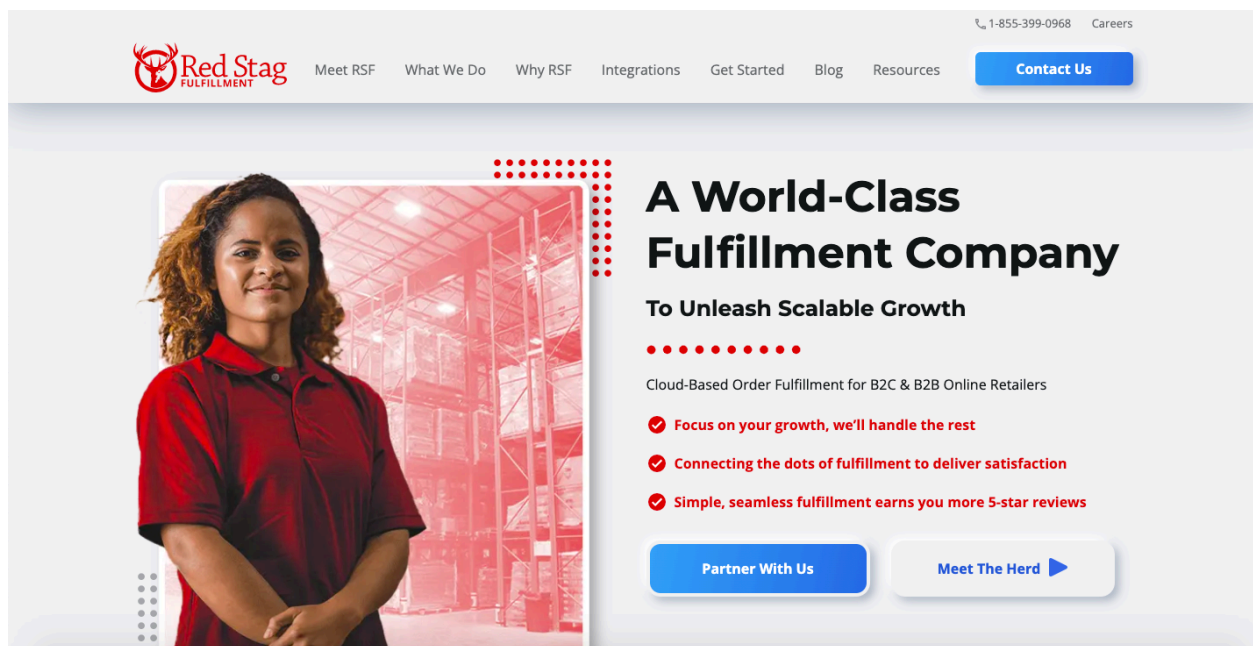 1-855-399-0968 Careers
Red Stag
FULFILLMENT
Meet RSF What We Do Why RSF Integrations Get Started Blog Resources Contact Us
A World-Class
Fulfillment Company
To Unleash Scalable Growth
Cloud-Based Order Fulfillment for B2C & B2B Online Retailers
Focus on your growth, we'll handle the rest
Connecting the dots of fulfillment to deliver satisfaction
Simple, seamless fulfillment earns you more 5-star reviews
Partner With Us Meet The Herd